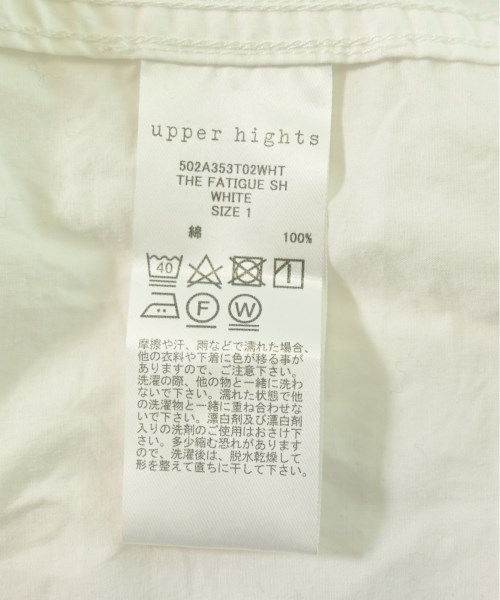 upper hights
502A353T02WHT
THE FATIGUE SH
WHITE
SIZE 1
綿 100%
40
F W
摩擦や汗、雨などで濡れた場合、
他の衣料や下着に色が移る事が
ありますので、ご注意下さい。
洗濯の際、他の物と一緒に洗わ
ないで下さい。濡れた状態で他
の洗濯物と一緒に重ね合わせな
いで下さい。漂白剤及び漂白剤
入りの洗剤のご使用はおさけ下
さい。多少縮む恐れがあります
ので、洗濯後は、脱水乾燥して
形を整えて直ちに干して下さい。